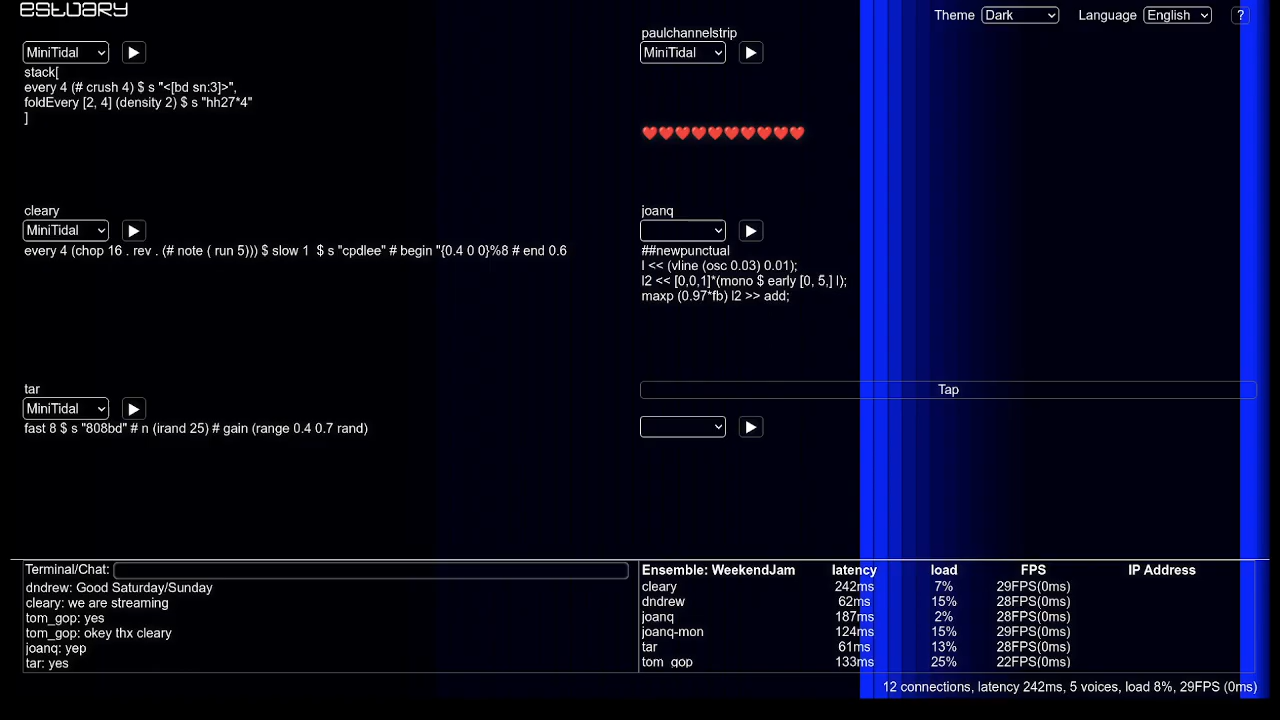 estuary
Theme Dark Language English ?
MiniTidal
stack[
every 4 (# crush 4) $ s "<[bd sn:3]>",
foldEvery [2, 4] (density 2) $ s "hh27*4"
]
paulchannelstrip
MiniTidal
❤️❤️❤️❤️❤️❤️❤️❤️❤️❤️
cleary
MiniTidal
every 4 (chop 16 . rev . (# note ( run 5))) $ slow 1  $ s "cpdlee" # begin "{0.4 0 0}%8 # end 0.6
joanq
##newpunctual
l << (vline (osc 0.03) 0.01);
l2 << [0,0,1]*(mono $ early [0, 5,] l);
maxp (0.97*fb) l2 >> add;
tar
MiniTidal
fast 8 $ s "808bd" # n (irand 25) # gain (range 0.4 0.7 rand)
Tap
Terminal/Chat:
dndrew: Good Saturday/Sunday
cleary: we are streaming
tom_gop: yes
tom_gop: okey thx cleary
joanq: yep
tar: yes
Ensemble: WeekendJam latency load FPS IP Address
cleary 242ms 7% 29FPS(0ms)
dndrew 62ms 15% 28FPS(0ms)
joanq 187ms 2% 28FPS(0ms)
joanq-mon 124ms 15% 29FPS(0ms)
tar 61ms 13% 28FPS(0ms)
tom_gop 133ms 25% 22FPS(0ms)
12 connections, latency 242ms, 5 voices, load 8%, 29FPS (0ms)